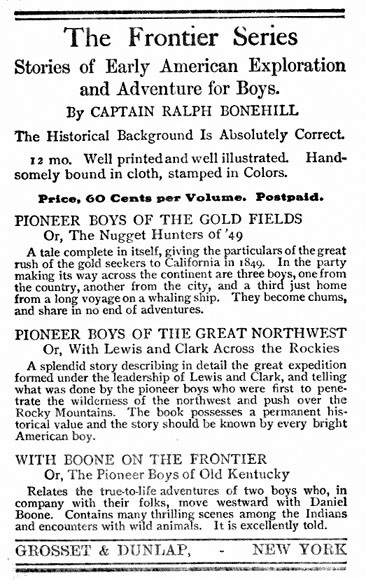 The Frontier Series
Stories of Early American Exploration
and Adventure for Boys.
By CAPTAIN RALPH BONEHILL
The Historical Background Is Absolutely Correct.
12 mo. Well printed and well illustrated. Hand-
somely bound in cloth, stamped in Colors.
Price, 60 Cents per Volume. Postpaid.
PIONEER BOYS OF THE GOLD FIELDS
Or, The Nugget Hunters of '49
A tale complete in itself, giving the particulars of the great
rush of the gold seekers to California in 1849. In the party
making its way across the continent are three boys, one from
the country, another from the city, and a third just home
from a long voyage on a whaling ship. They become chums,
and share in no end of adventures.
PIONEER BOYS OF THE GREAT NORTHWEST
Or, With Lewis and Clark Across the Rockies
A splendid story describing in detail the great expedition
formed under the leadership of Lewis and Clark, and telling
what was done by the pioneer boys who were first to pene-
trate the wilderness of the northwest and push over the
Rocky Mountains. The book possesses a permanent his-
torical value and the story should be known by every bright
American boy.
WITH BOONE ON THE FRONTIER
Or, The Pioneer Boys of Old Kentucky
Relates the true-to-life adventures of two boys who, in
company with their folks, move westward with Daniel
Boone. Contains many thrilling scenes among the Indians
and encounters with wild animals. It is excellently told.
GROSSET & DUNLAP, - NEW YORK